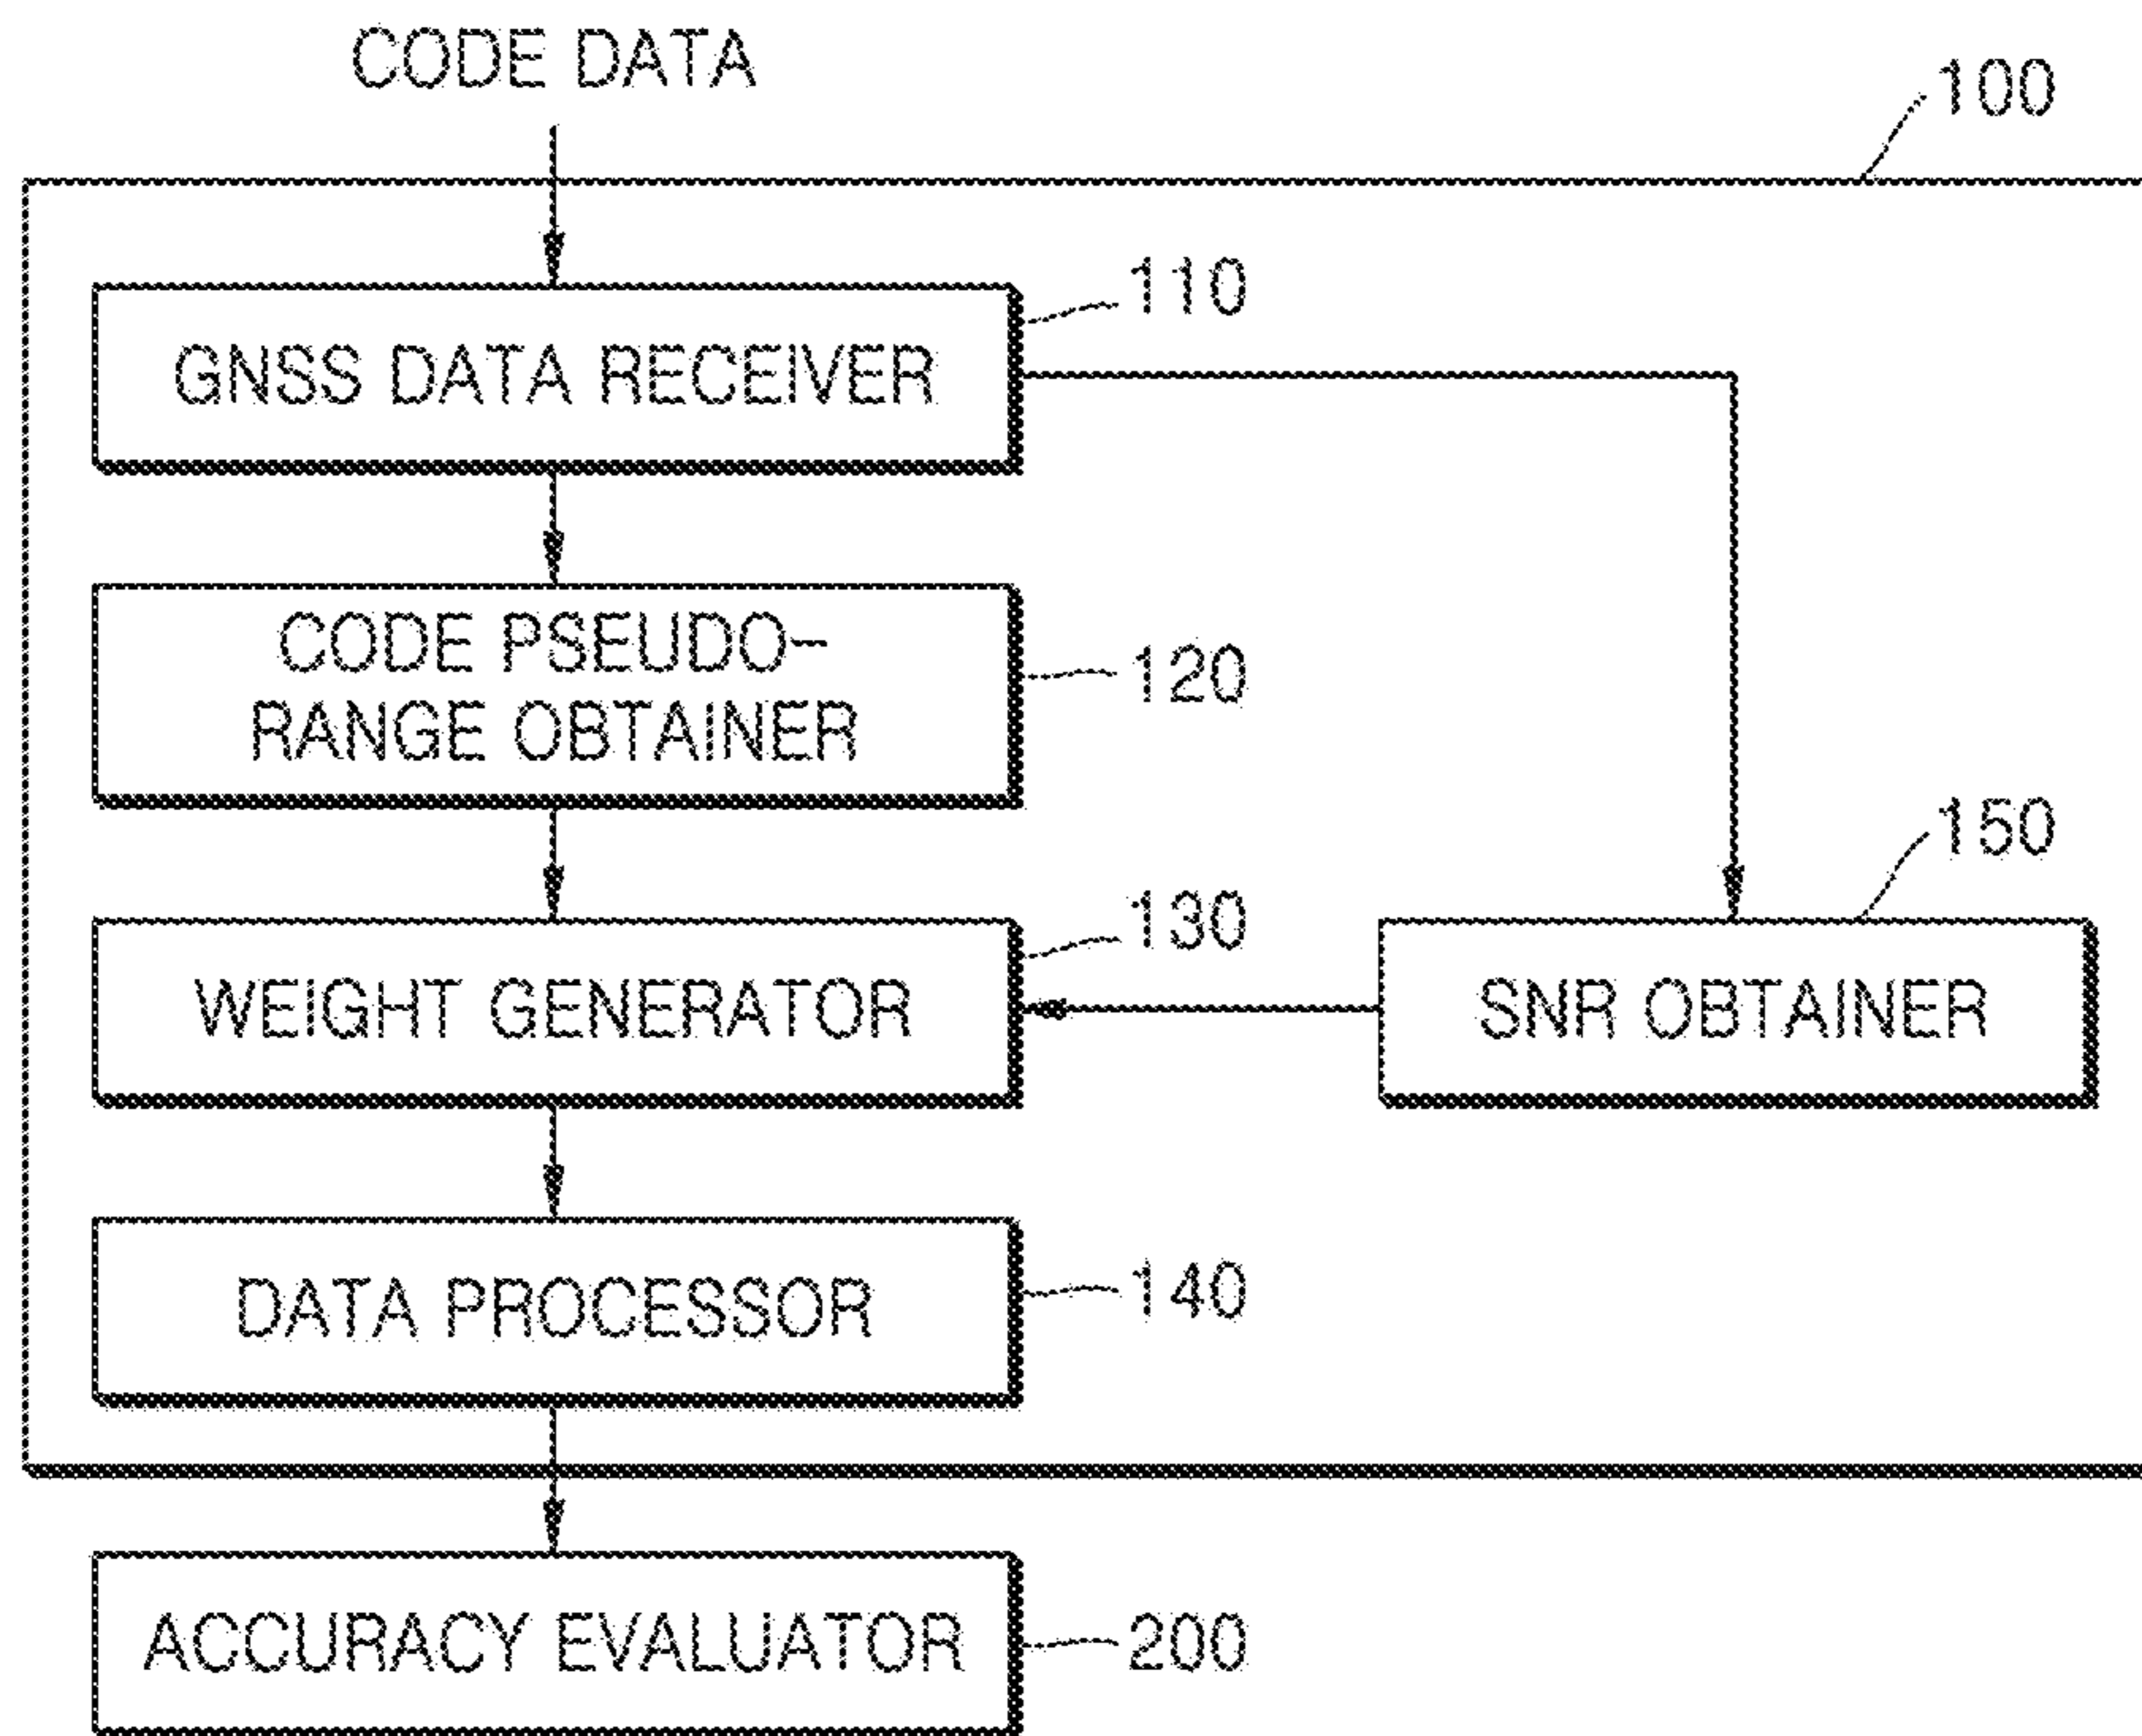 CODE DATA
100
110
GNSS DATA RECEIVER
CODE PSEUDO-
RANGE OBTAINER
120
150
130
WEIGHT GENERATOR
SNR OBTAINER
DATA PROCESSOR
140
ACCURACY EVALUATOR
200